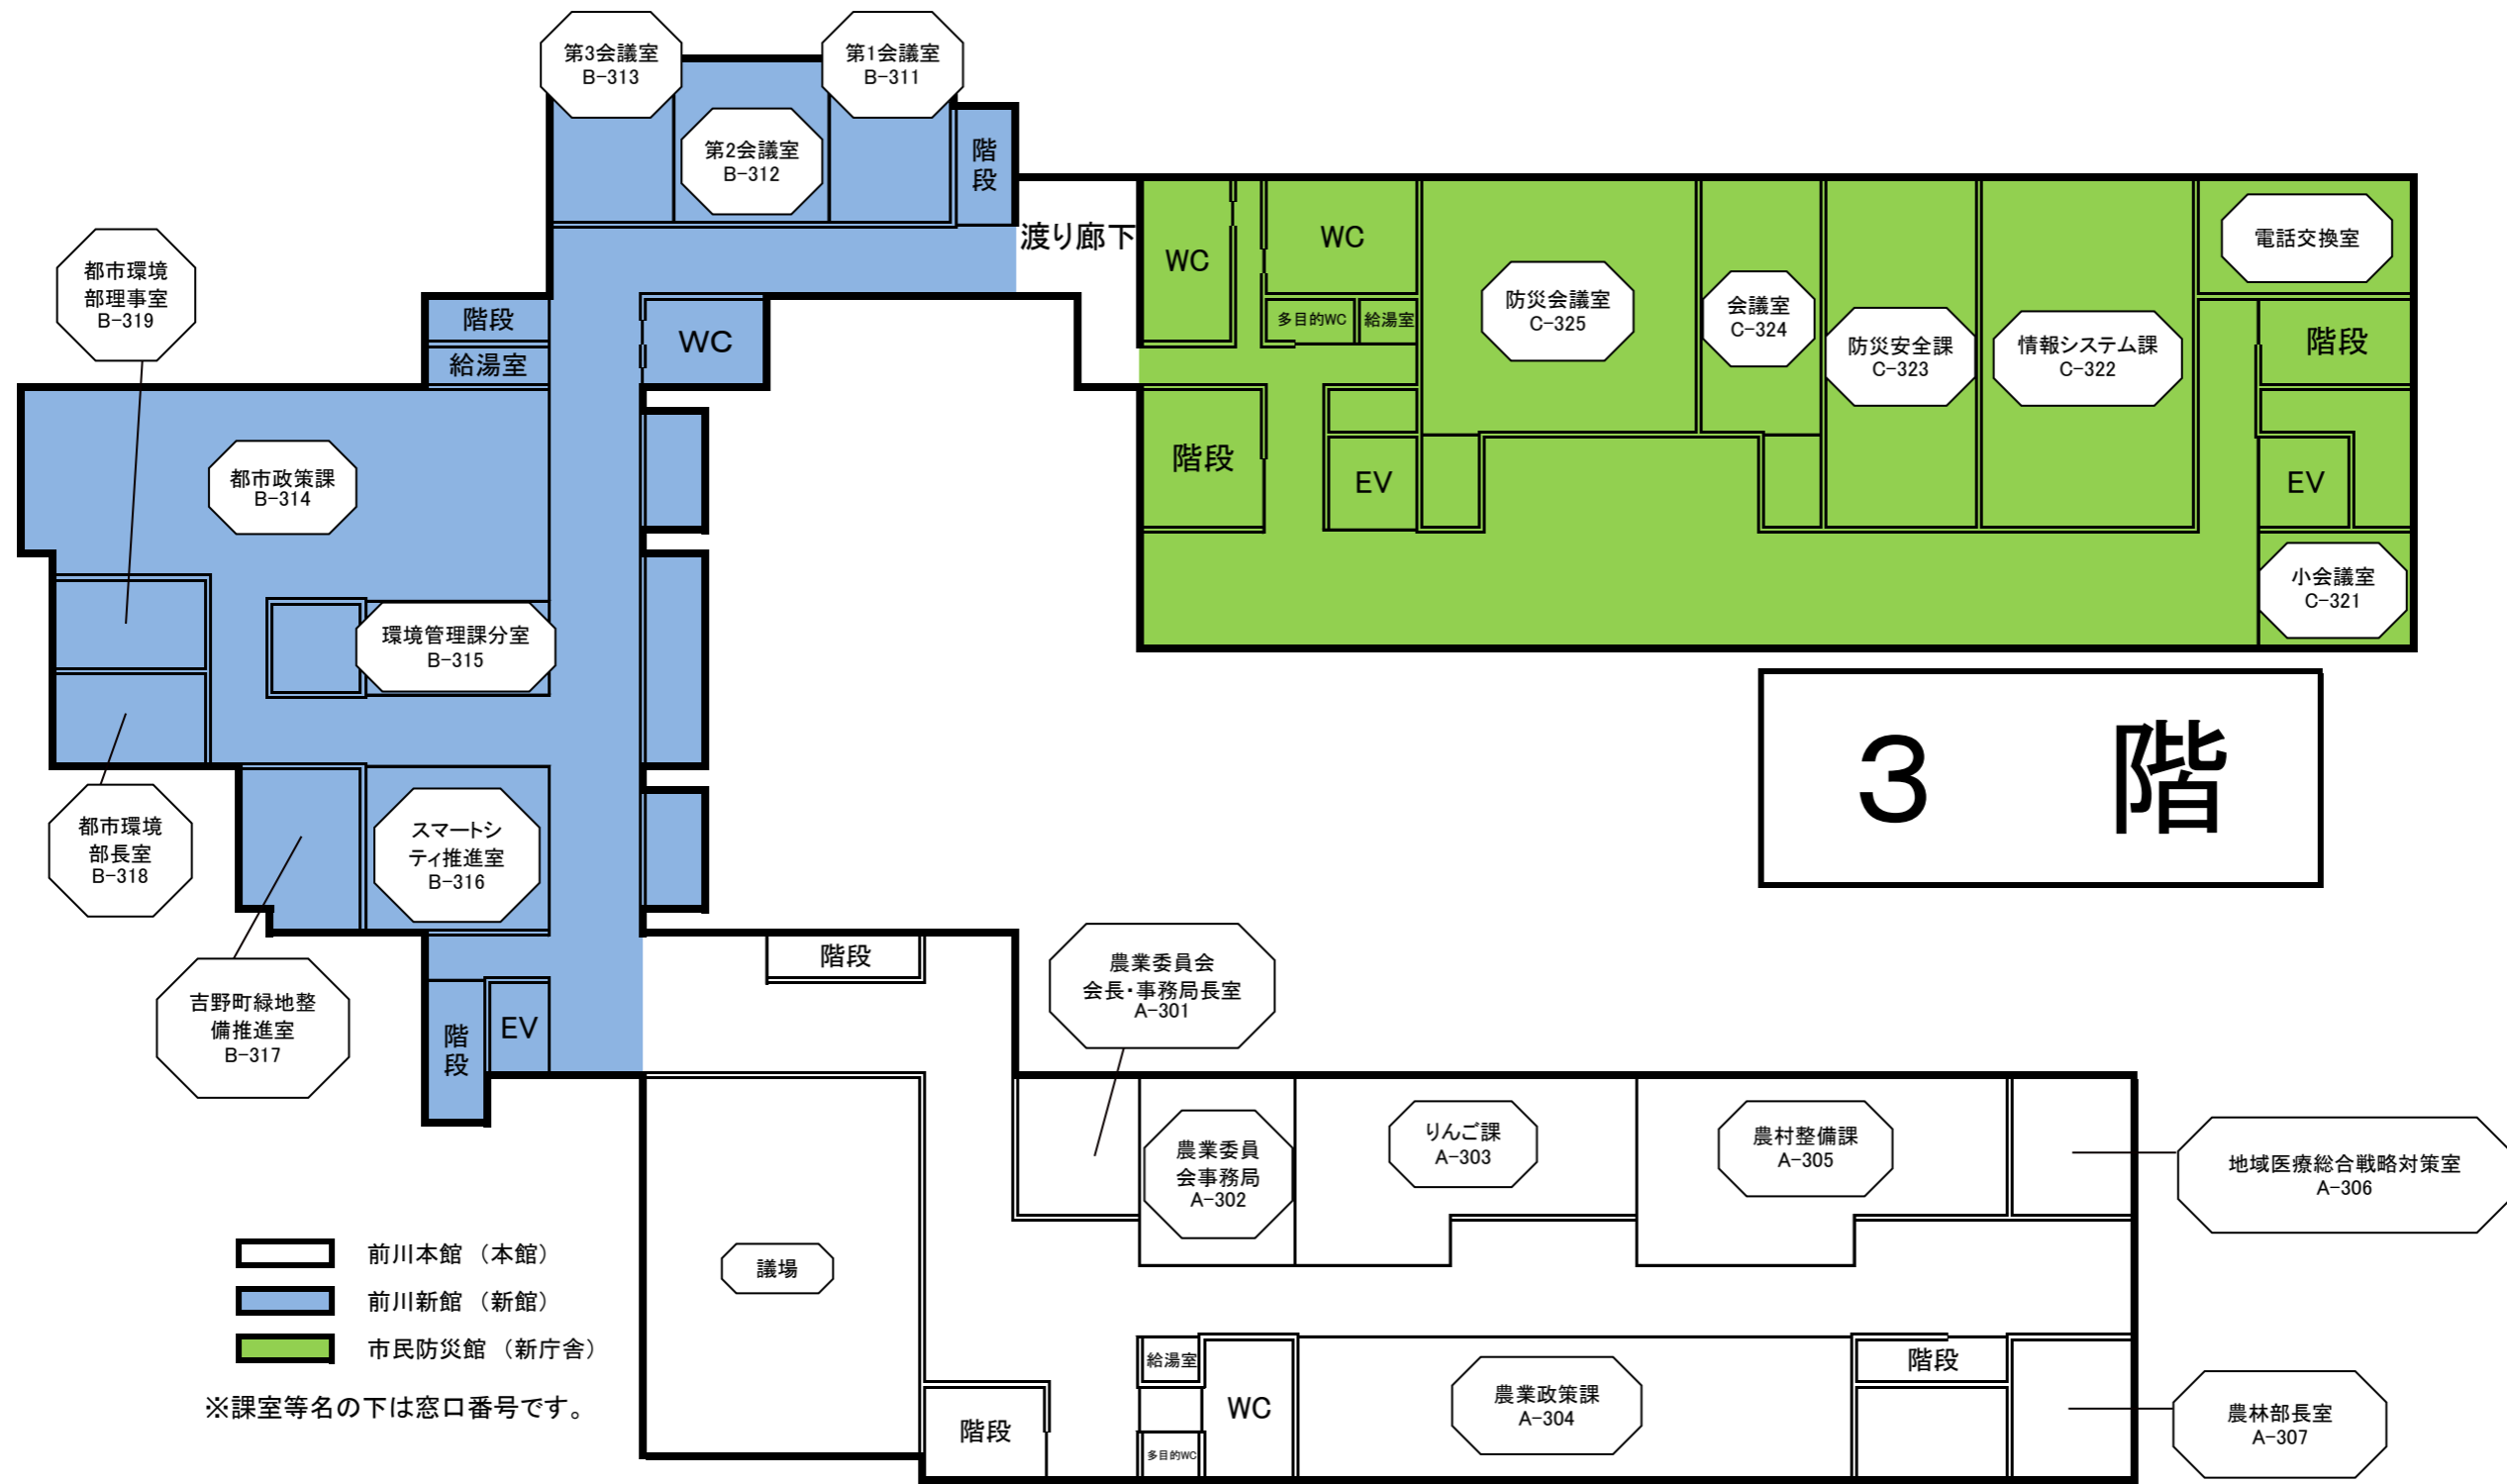 第3会議室
B-313
第1会議室
B-311
第2会議室
B-312
階
段
渡り廊下
WC
WC
多目的WC
給湯室
防災会議室
C-325
会議室
C-324
防災安全課
C-323
情報システム課
C-322
電話交換室
階段
EV
小会議室
C-321
階段
EV
都市環境
部理事室
B-319
階段
給湯室
WC
都市政策課
B-314
環境管理課分室
B-315
都市環境
部長室
B-318
スマートシ
ティ推進室
B-316
吉野町緑地整
備推進室
B-317
階
段
EV
3 階
階段
農業委員会
会長・事務局長室
A-301
農業委員
会事務局
A-302
りんご課
A-303
農村整備課
A-305
地域医療総合戦略対策室
A-306
議場
階段
給湯室
WC
多目的WC
農業政策課
A-304
階段
農林部長室
A-307
前川本館（本館）
前川新館（新館）
市民防災館（新庁舎）
※課室等名の下は窓口番号です。